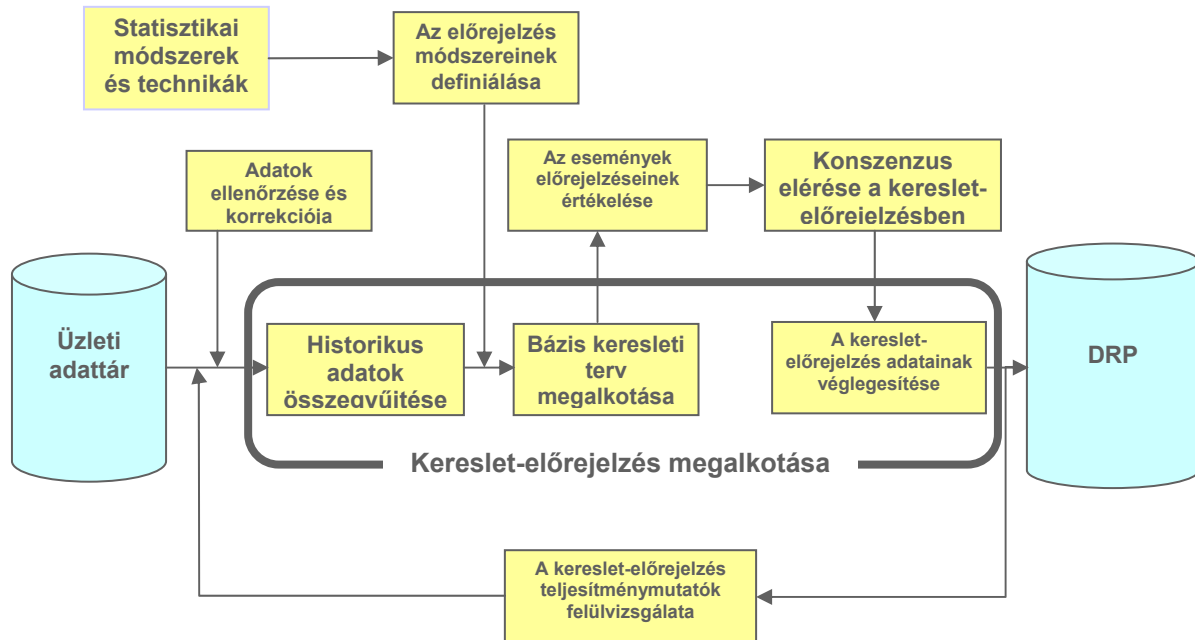 Statisztikai
módszerek
és technikák
Az előrejelzés
módszereinek
definiálása
Adatok
ellenőrzése és
korrekciója
Az események
előrejelzéseinek
értékelése
Konszenzus
elérése a kereslet-
előrejelzésben
Üzleti
adattár
Historikus
adatok
összegyűjtése
Bázis keresleti
terv
megalkotása
A kereslet-
előrejelzés adatainak
véglegesítése
DRP
Kereslet-előrejelzés megalkotása
A kereslet-előrejelzés
teljesítménymutatók
felülvizsgálata